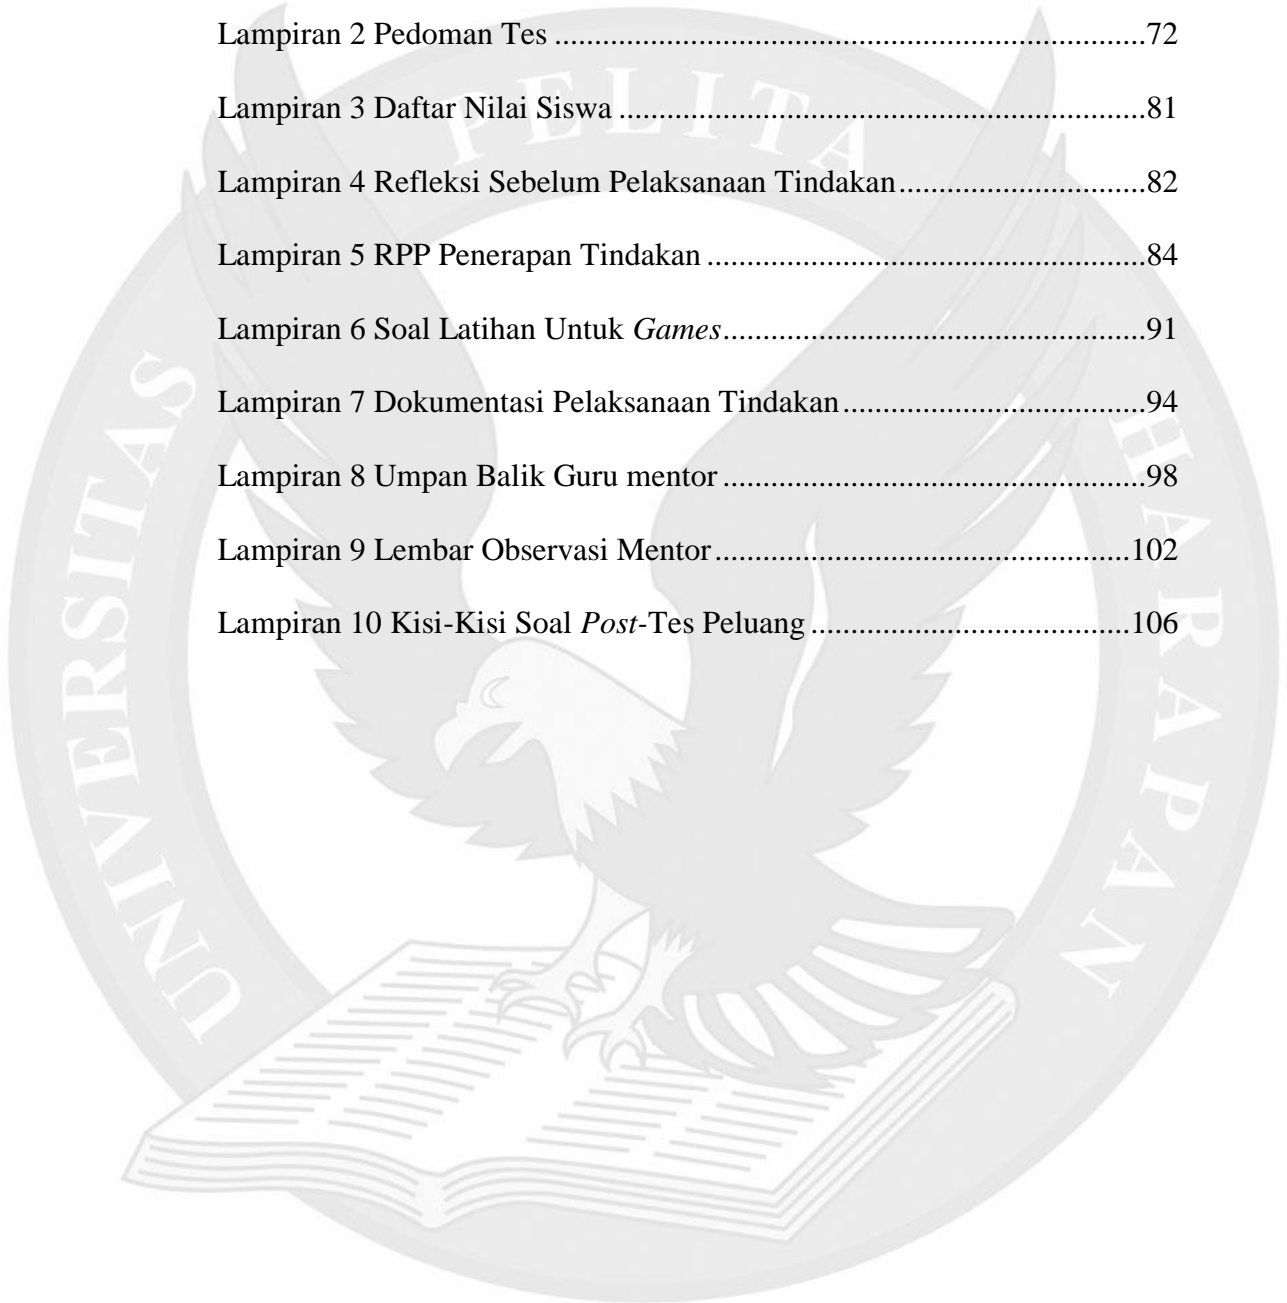 Lampiran 2 Pedoman Tes ..........................................................................72
Lampiran 3 Daftar Nilai Siswa ..................................................................81
Lampiran 4 Refleksi Sebelum Pelaksanaan Tindakan ...............................82
Lampiran 5 RPP Penerapan Tindakan .......................................................84
Lampiran 6 Soal Latihan Untuk Games .....................................................91
Lampiran 7 Dokumentasi Pelaksanaan Tindakan ......................................94
Lampiran 8 Umpan Balik Guru mentor .....................................................98
Lampiran 9 Lembar Observasi Mentor ....................................................102
Lampiran 10 Kisi-Kisi Soal Post-Tes Peluang ........................................106
UNIVERSITAS PELITA HARAPAN